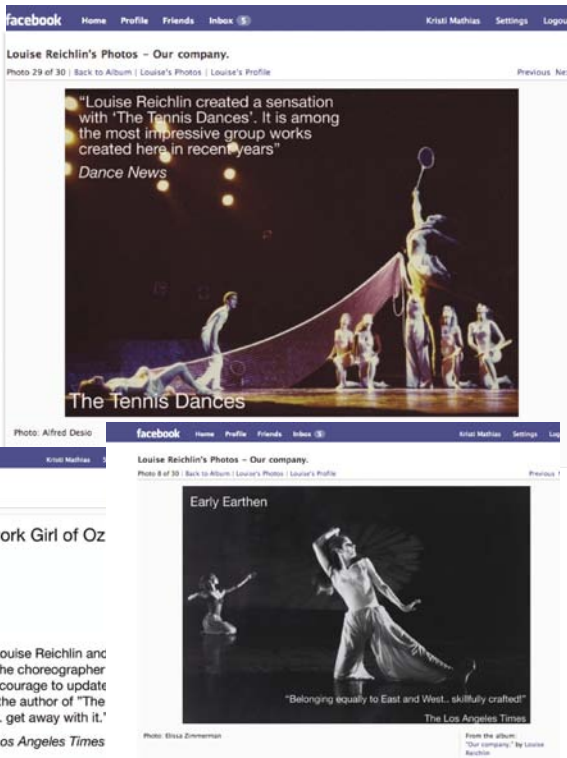 facebook Home Profile Friends Inbox 5 Kristi Mathias Settings Logou
Louise Reichlin's Photos – Our company.
Photo 29 of 30 | Back to Album | Louise's Photos | Louise's Profile Previous Ne
“Louise Reichlin created a sensation
with ‘The Tennis Dances’. It is among
the most impressive group works
created here in recent years”
Dance News
The Tennis Dances
Photo: Alfred Desio
Kristi Mathias S
ork Girl of Oz
ouise Reichlin and
he choreographer
courage to update
the author of "The
. get away with it."
os Angeles Times
facebook Home Profile Friends Inbox 5 Kristi Mathias Settings Log
Louise Reichlin's Photos – Our company.
Photo 8 of 30 | Back to Album | Louise's Photos | Louise's Profile Previous
Early Earthen
“Belonging equally to East and West.. skillfully crafted!”
The Los Angeles Times
Photo: Elissa Zimmerman
From the album:
"Our company." by Louise
Reichlin